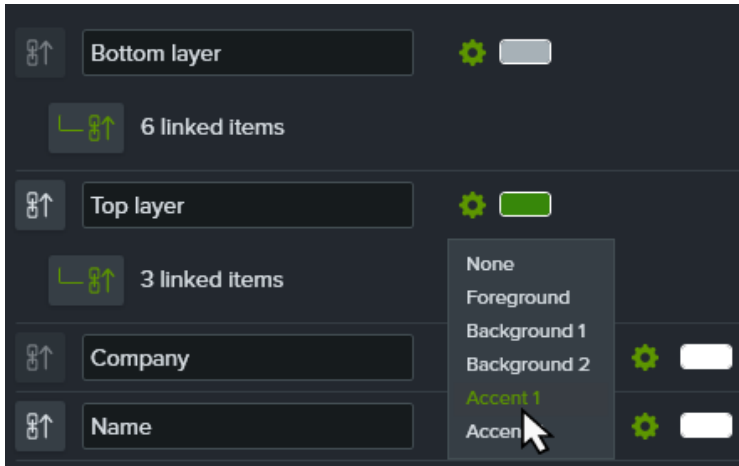 Bottom layer
6 linked items
Top layer
3 linked items
None
Foreground
Background 1
Background 2
Accent 1
Company
Name